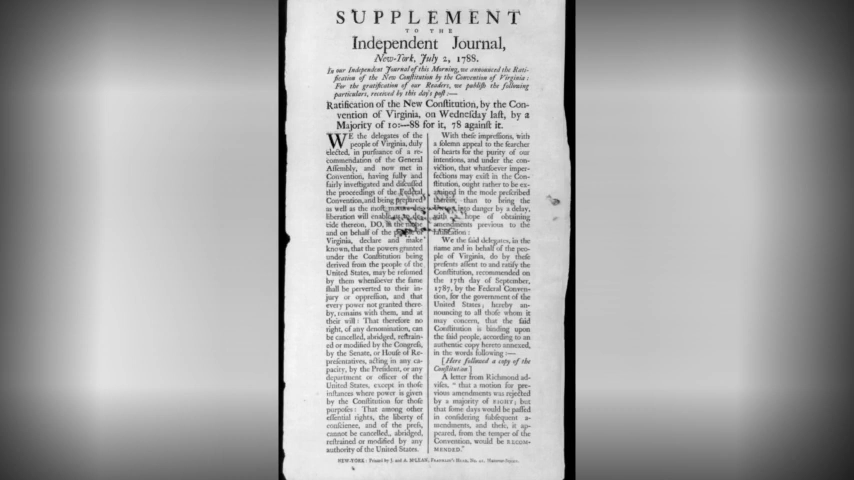 SUPPLEMENT
TO THE
Independent Journal,
New-York, July 2, 1788.
In our Independent Journal of this Morning, we announced the Rati-
fication of the New Constitution by the Convention of Virginia:
For the gratification of our Readers, we publish the following
particulars, received by this day's post:—
Ratification of the New Constitution, by the Con-
vention of Virginia, on Wednesday last, by a
Majority of 10:—88 for it, 78 against it.
WE the delegates of the
people of Virginia, duly
elected, in pursuance of a re-
commendation of the General
Assembly, and now met in
Convention, having fully and
fairly investigated and discussed
the proceedings of the Federal
Convention, and being prepared
as well as the most
liberation will enable us to de-
cide thereon, DO, in the name
and on behalf of the people of
Virginia, declare and make
known, that the powers granted
under the Constitution being
derived from the people of the
United States, may be resumed
by them whensoever the same
shall be perverted to their in-
jury or oppression, and that
every power not granted there-
by, remains with them, and at
their will: That therefore no
right, of any denomination, can
be cancelled, abridged, restrain-
ed or modified by the Congress,
by the Senate, or House of Re-
presentatives, acting in any ca-
pacity, by the President, or any
department or officer of the
United States, except in those
instances where power is given
by the Constitution for those
purposes: That among other
essential rights, the liberty of
conscience, and of the press,
cannot be cancelled, abridged,
restrained or modified by any
authority of the United States.
With these impressions, with
a solemn appeal to the searcher
of hearts for the purity of our
intentions, and under the con-
viction, that whatsoever imper-
fections may exist in the Con-
stitution, ought rather to be ex-
amined in the mode prescribed
therein, than to bring the
Union into danger by a delay,
with a hope of obtaining
amendments previous to the
ratification:
We the said delegates, in the
name and in behalf of the peo-
ple of Virginia, do by these
presents assent to and ratify the
Constitution, recommended on
the 17th day of September,
1787, by the Federal Conven-
tion, for the government of the
United States; hereby an-
nouncing to all those whom it
may concern, that the said
Constitution is binding upon
the said people, according to an
authentic copy hereto annexed,
in the words following:—
[Here followed a copy of the
Constitution]
A letter from Richmond ad-
vises, "that a motion for pre-
vious amendments was rejected
by a majority of EIGHT; but
that some days would be passed
in considering subsequent a-
mendments, and these, it ap-
peared, from the temper of the
Convention, would be RECOM-
MENDED."
NEW-YORK: Printed by J. and A. M'LEAN, FRANKLIN'S HEAD, No. 41, Hanover-Square.